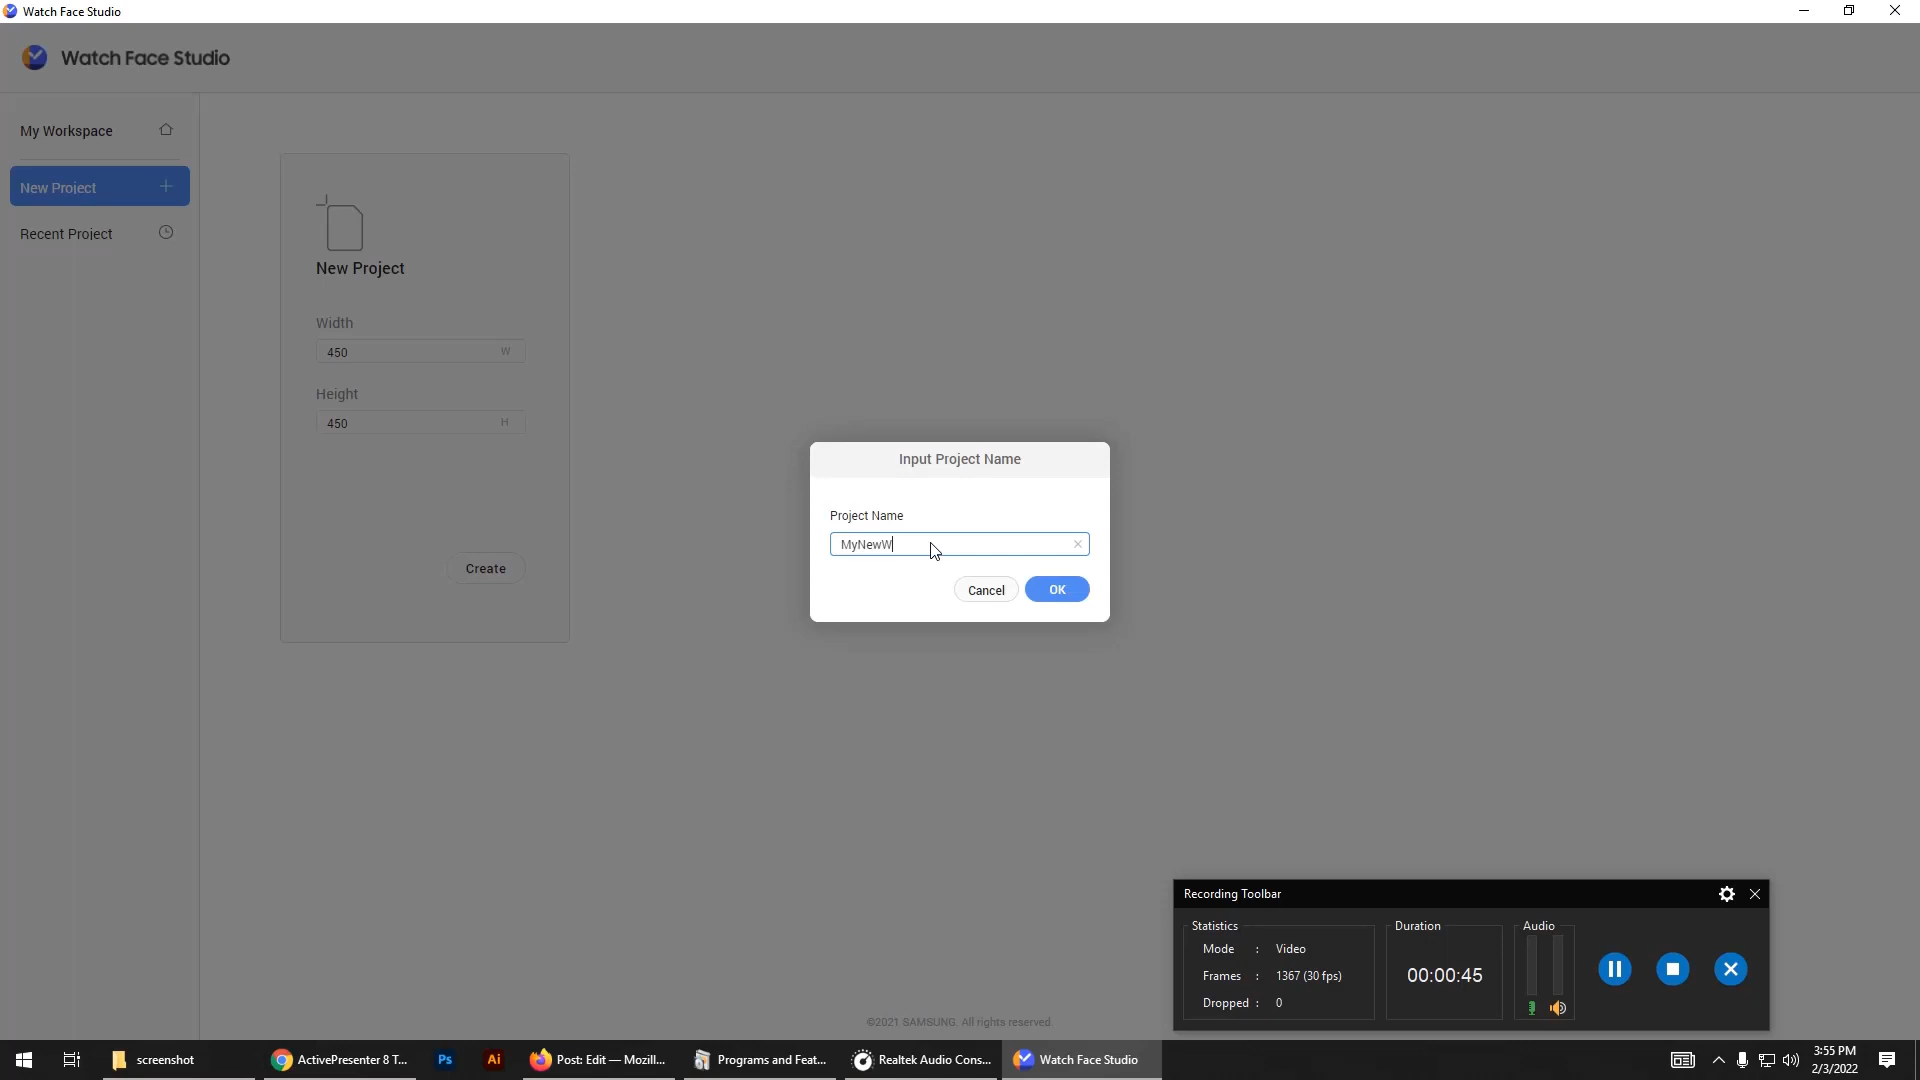 Watch Face Studio
Watch Face Studio
My Workspace
New Project
Recent Project
New Project
Width
450 W
Height
450 H
Create
Input Project Name
Project Name
MyNewW
Cancel OK
Recording Toolbar
Statistics
Mode : Video
Frames : 1367 (30 fps)
Dropped : 0
Duration
00:00:45
Audio
©2021 SAMSUNG. All rights reserved.
screenshot
ActivePresenter 8 T...
Ps
Ai
Post: Edit — Mozill...
Programs and Feat...
Realtek Audio Cons...
Watch Face Studio
3:55 PM
2/3/2022